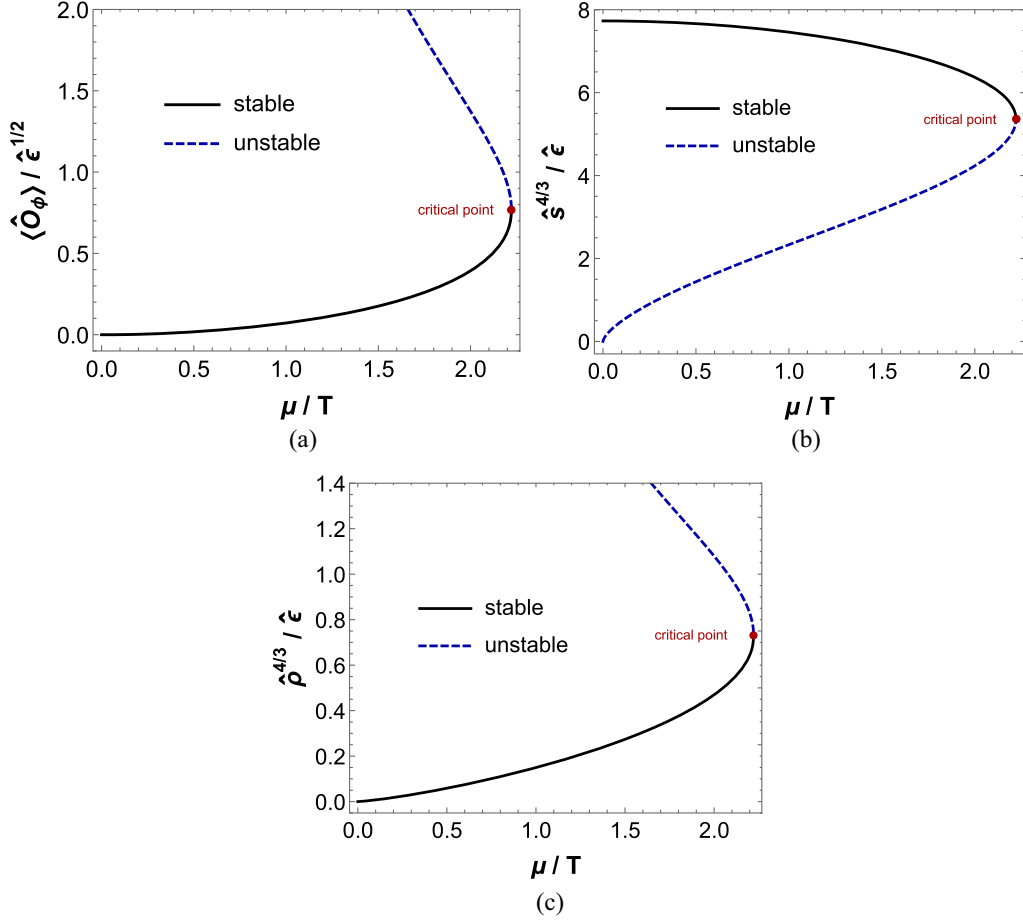 2.0
1.5
1.0
0.5
0.0
⟨Ô_ϕ⟩ / ε̂^{1/2}
stable
unstable
critical point
0.0 0.5 1.0 1.5 2.0
μ / T
(a)
8
6
4
2
0
ŝ^{4/3} / ε̂
stable
unstable
critical point
0.0 0.5 1.0 1.5 2.0
μ / T
(b)
1.4
1.2
1.0
0.8
0.6
0.4
0.2
0.0
ρ̂^{4/3} / ε̂
stable
unstable
critical point
0.0 0.5 1.0 1.5 2.0
μ / T
(c)